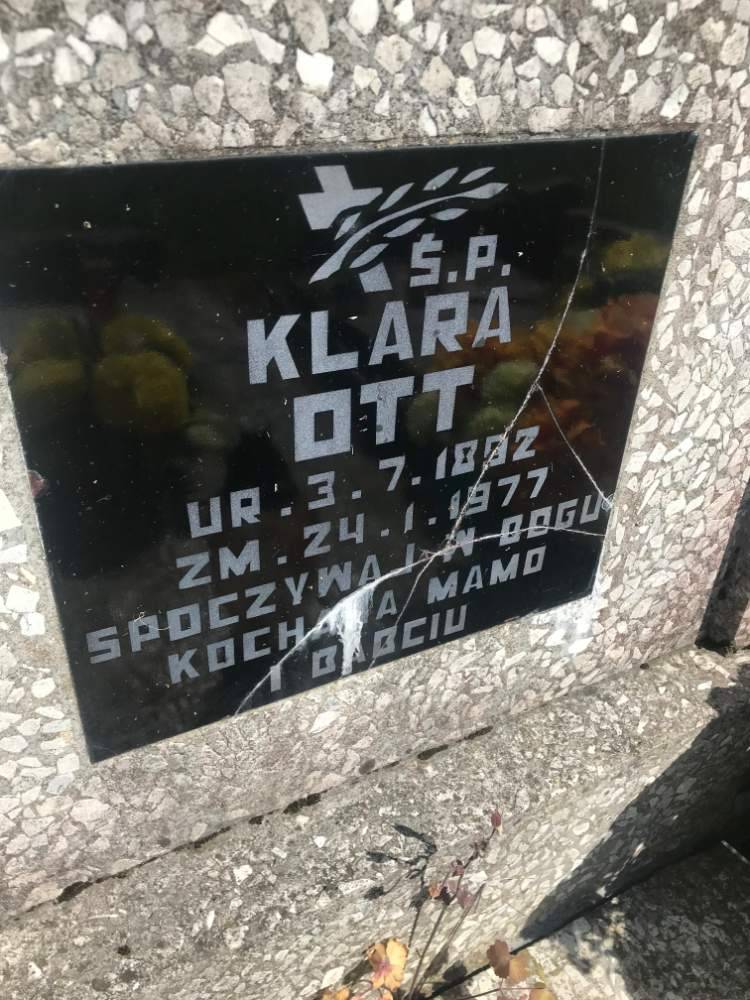 Ś.P.
KLARA
OTT
UR. 3. 7. 1892
ZM. 24. 1. 1977
SPOCZYWAJ W BOGU
KOCHANA MAMO
I BABCIU